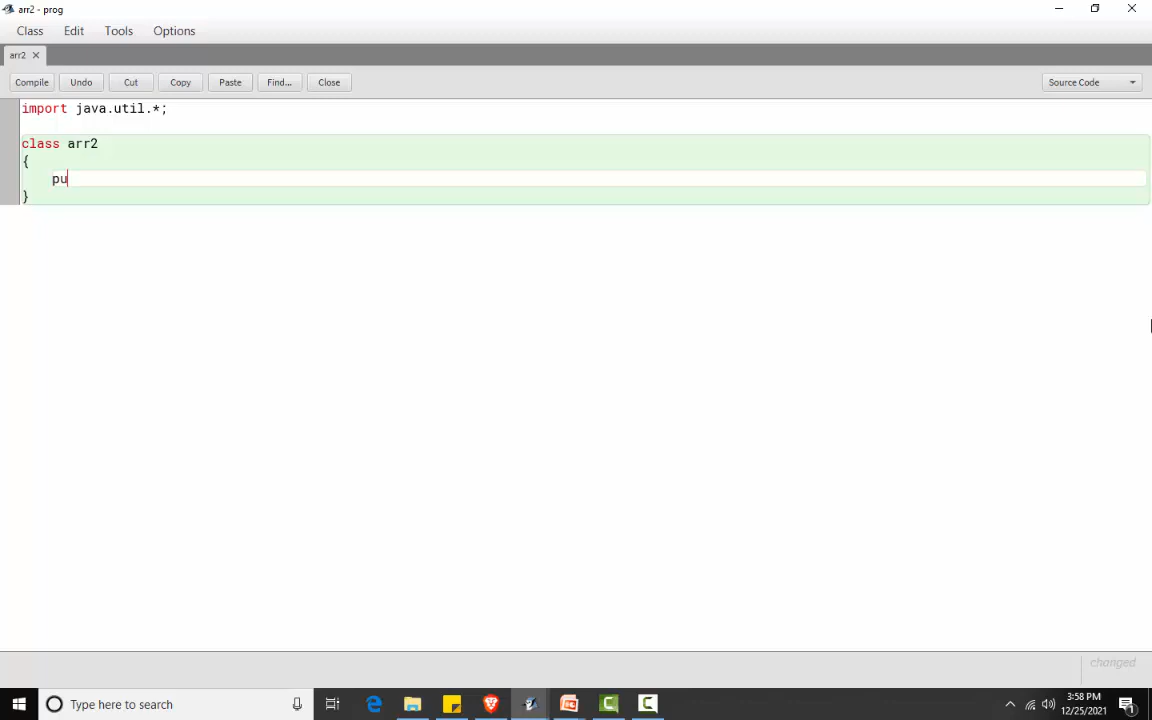 arr2 - prog
Class Edit Tools Options
arr2
Compile Undo Cut Copy Paste Find... Close Source Code
import java.util.*;
class arr2
{
pu
}
changed
Type here to search
3:58 PM
12/25/2021
1